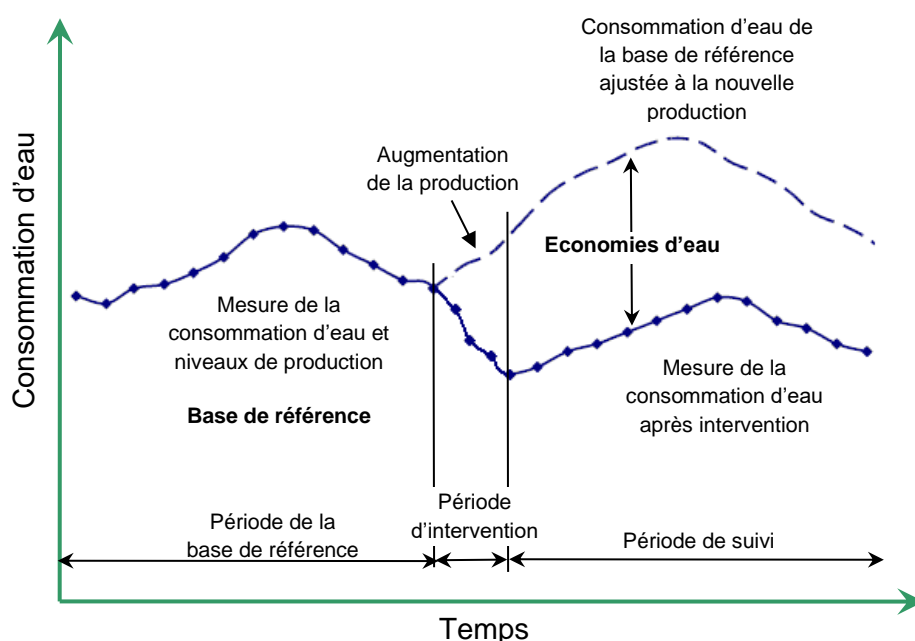 Consommation d'eau de
la base de référence
ajustée à la nouvelle
production
Augmentation
de la production
Consommation d'eau
Economies d'eau
Mesure de la
consommation d'eau et
niveaux de production
Base de référence
Mesure de la
consommation d'eau
après intervention
Période de la
base de référence
Période
d'intervention
Période de suivi
Temps